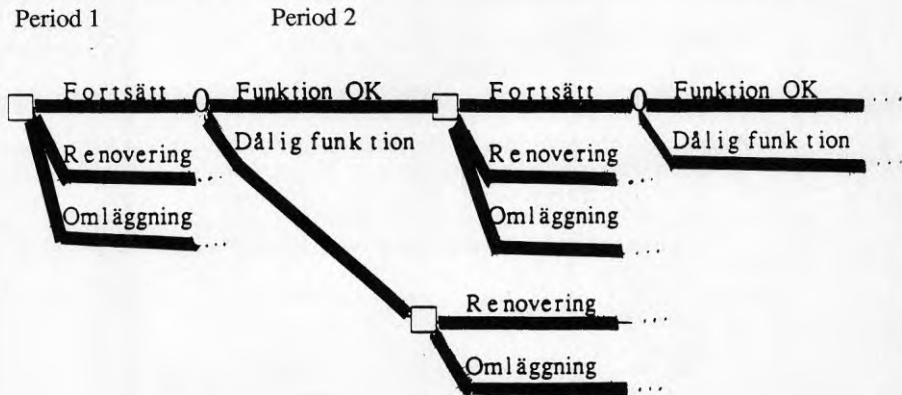 Period 1 Period 2
Fortsätt Funktion OK Fortsätt Funktion OK
Dålig funktion Dålig funktion
Renovering Renovering
Omläggning Omläggning
Renovering
Omläggning